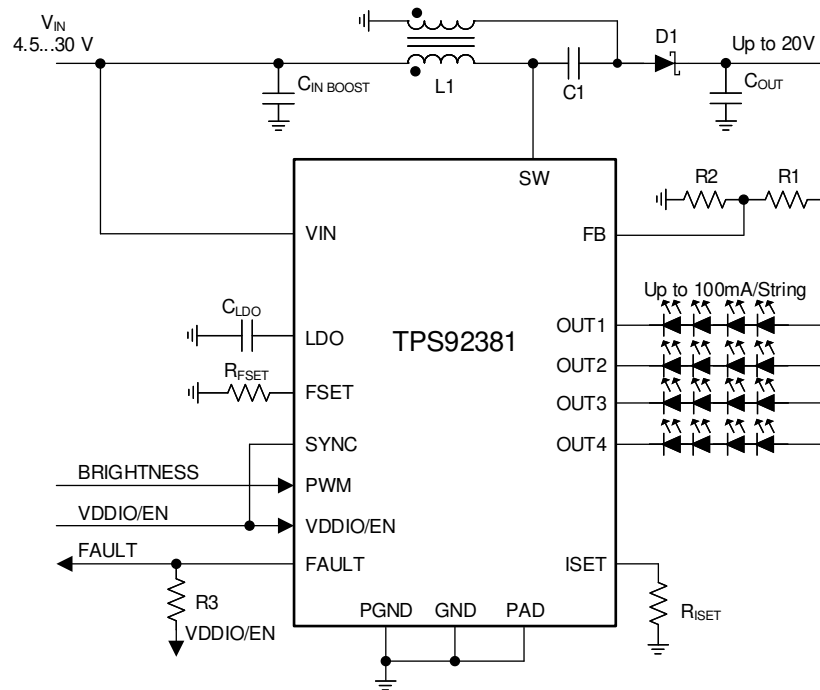 VIN
4.5...30 V
D1
Up to 20V
CIN BOOST
L1
C1
COUT
SW
R2
R1
VIN
FB
Up to 100mA/String
CLDO
LDO
TPS92381
OUT1
RFSET
OUT2
FSET
OUT3
SYNC
OUT4
BRIGHTNESS
PWM
VDDIO/EN
VDDIO/EN
FAULT
FAULT
ISET
R3
PGND
GND
PAD
RISET
VDDIO/EN